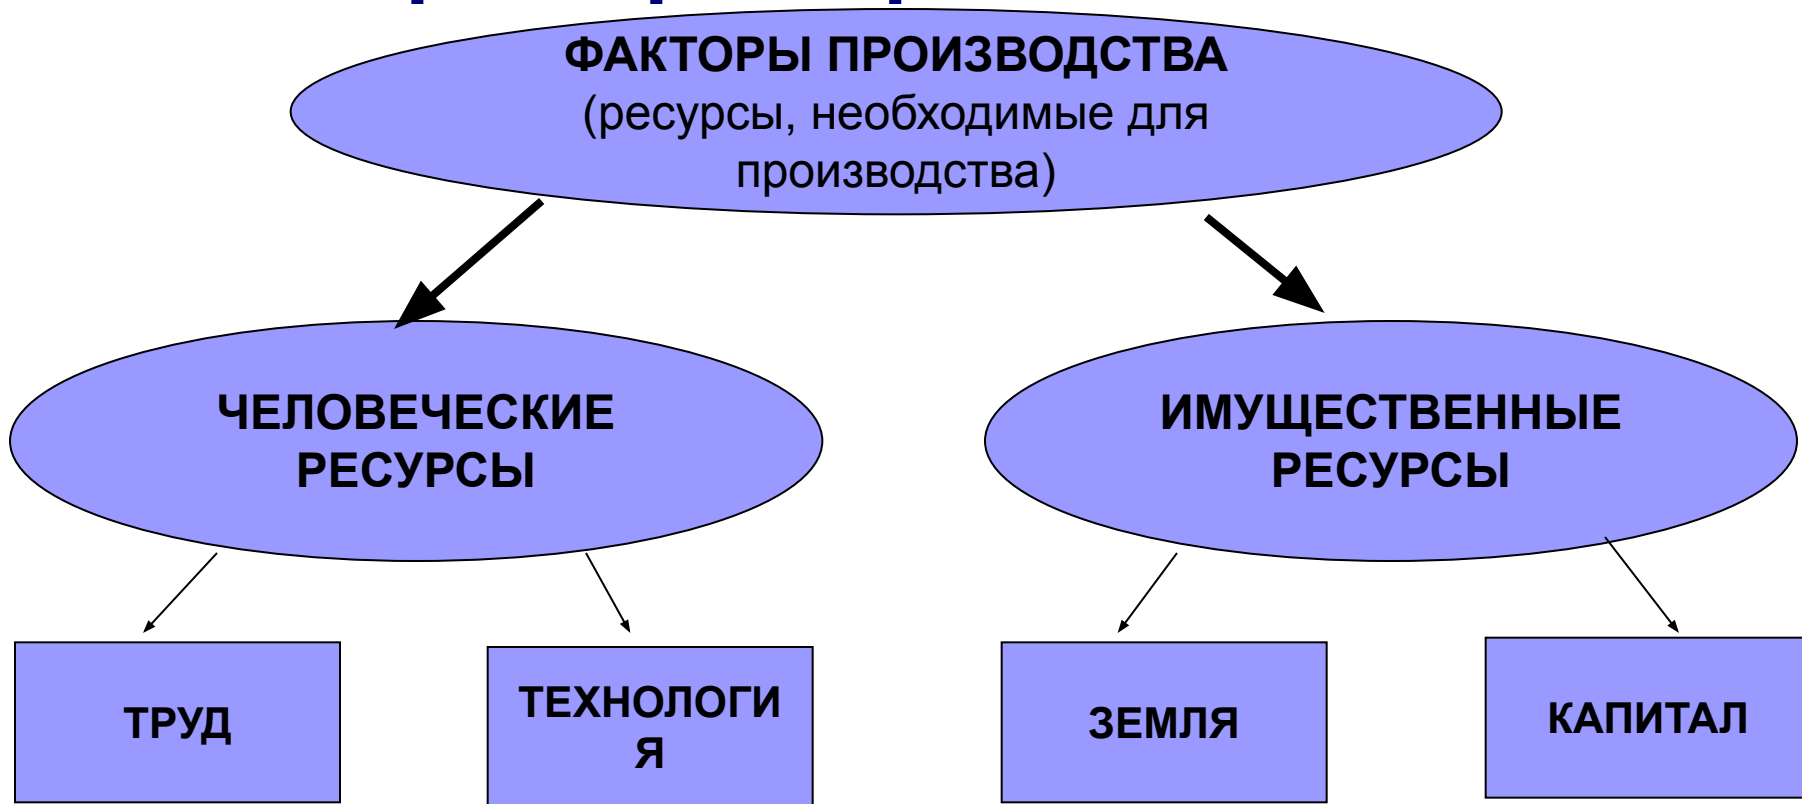 ФАКТОРЫ ПРОИЗВОДСТВА
(ресурсы, необходимые для
производства)
ЧЕЛОВЕЧЕСКИЕ
РЕСУРСЫ
ИМУЩЕСТВЕННЫЕ
РЕСУРСЫ
ТРУД
ТЕХНОЛОГИ
Я
ЗЕМЛЯ
КАПИТАЛ